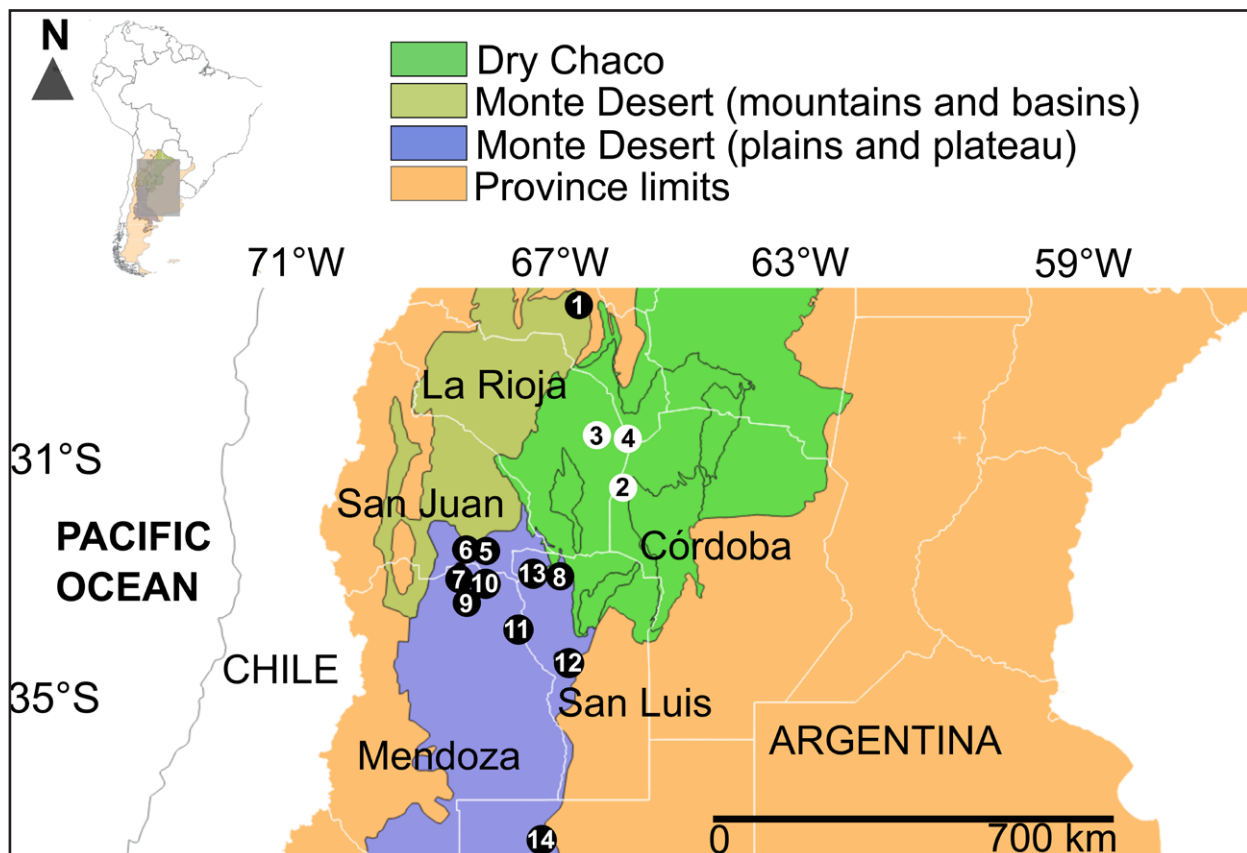 N
Dry Chaco
Monte Desert (mountains and basins)
Monte Desert (plains and plateau)
Province limits
71°W 67°W 63°W 59°W
1
La Rioja
3 4
31°S
2
San Juan
PACIFIC
OCEAN
Córdoba
6 5
7 10 13 8
9
11
CHILE
12
35°S
San Luis
Mendoza
ARGENTINA
14
0 700 km